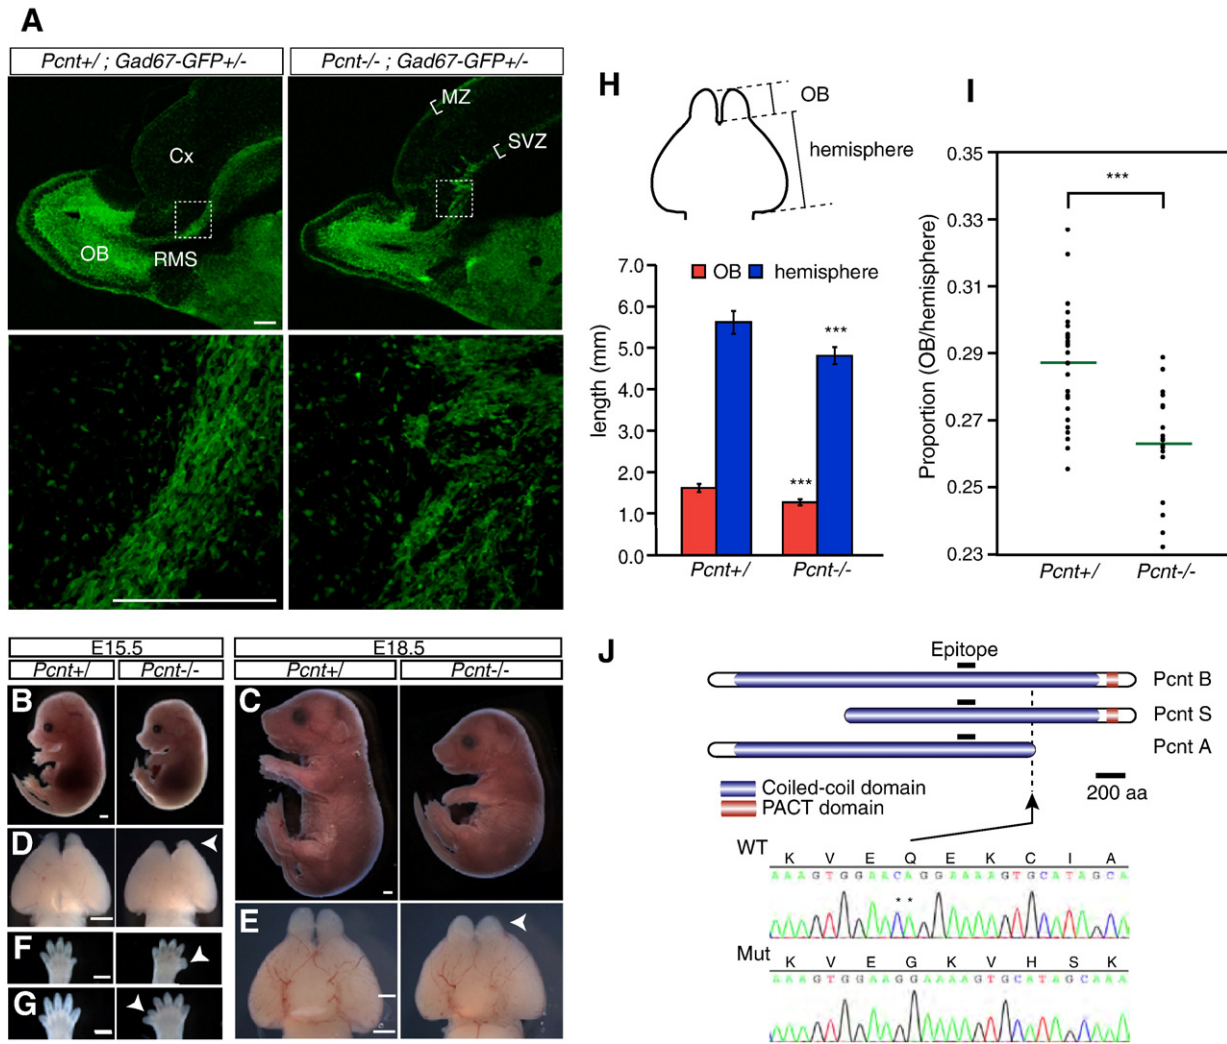 A
Pcnt+/ ; Gad67-GFP+/-
Pcnt-/- ; Gad67-GFP+/-
MZ
SVZ
Cx
OB
RMS
H
OB
hemisphere
OB hemisphere
length (mm)
7.0
6.0
5.0
4.0
3.0
2.0
1.0
0.0
***
***
Pcnt+/
Pcnt-/-
I
Proportion (OB/hemisphere)
0.35
0.33
0.31
0.29
0.27
0.25
0.23
***
Pcnt+/
Pcnt-/-
E15.5
E18.5
Pcnt+/
Pcnt-/-
Pcnt+/
Pcnt-/-
B
C
D
E
F
G
J
Epitope
Pcnt B
Pcnt S
Pcnt A
Coiled-coil domain
PACT domain
200 aa
WT
K V E Q E K C I A
A A A G T G G A A C A G G A A A A G T G C A T A G C A
* *
Mut
K V E G K V H S K
A A A G T G G A A G G A A A A G T G C A T A G C A A A